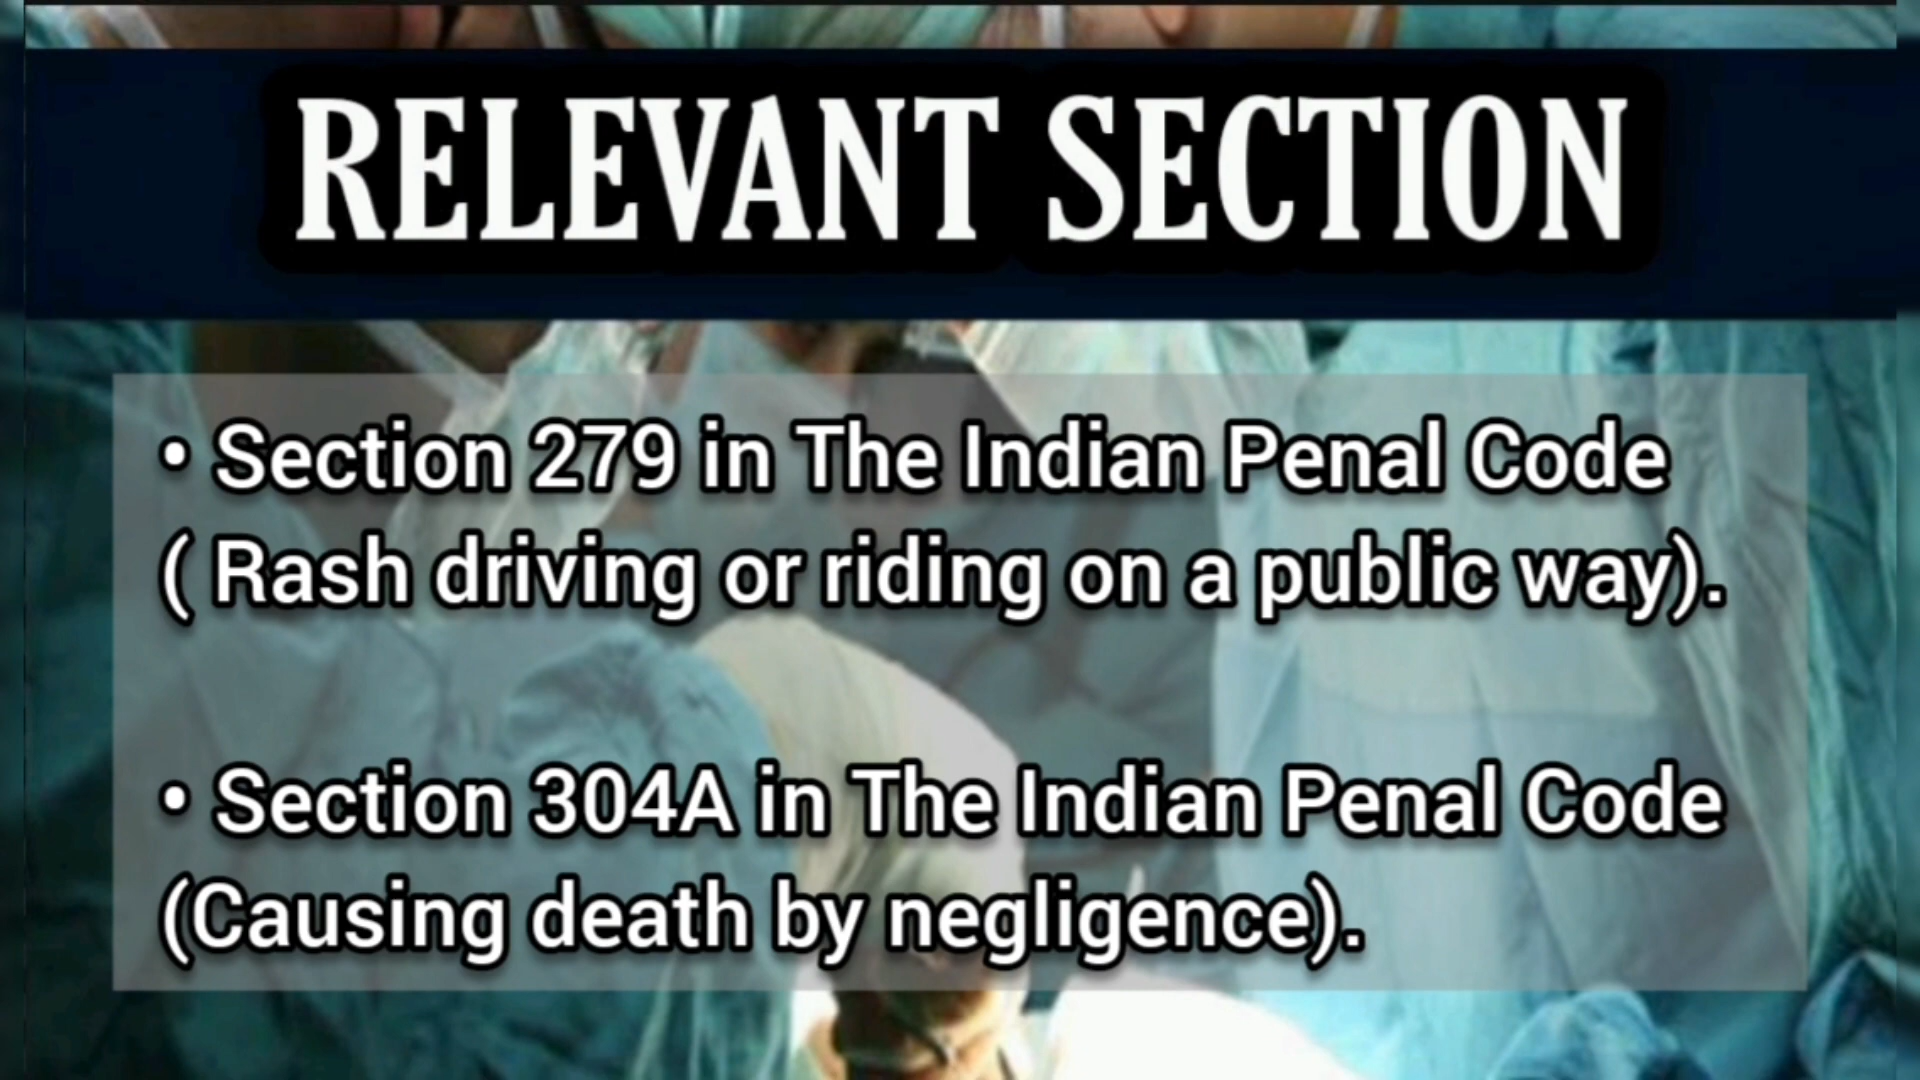 RELEVANT SECTION
• Section 279 in The Indian Penal Code
( Rash driving or riding on a public way).
• Section 304A in The Indian Penal Code
(Causing death by negligence).